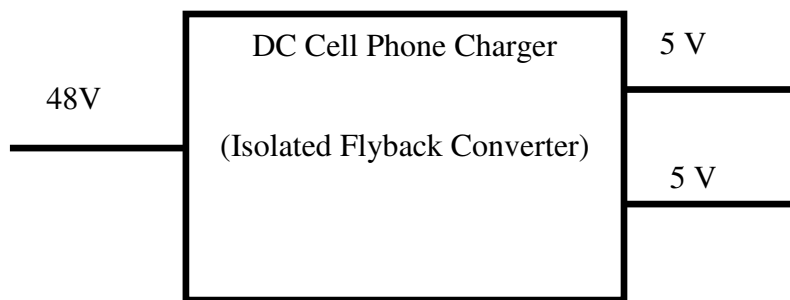 DC Cell Phone Charger
5 V
48V
(Isolated Flyback Converter)
5 V